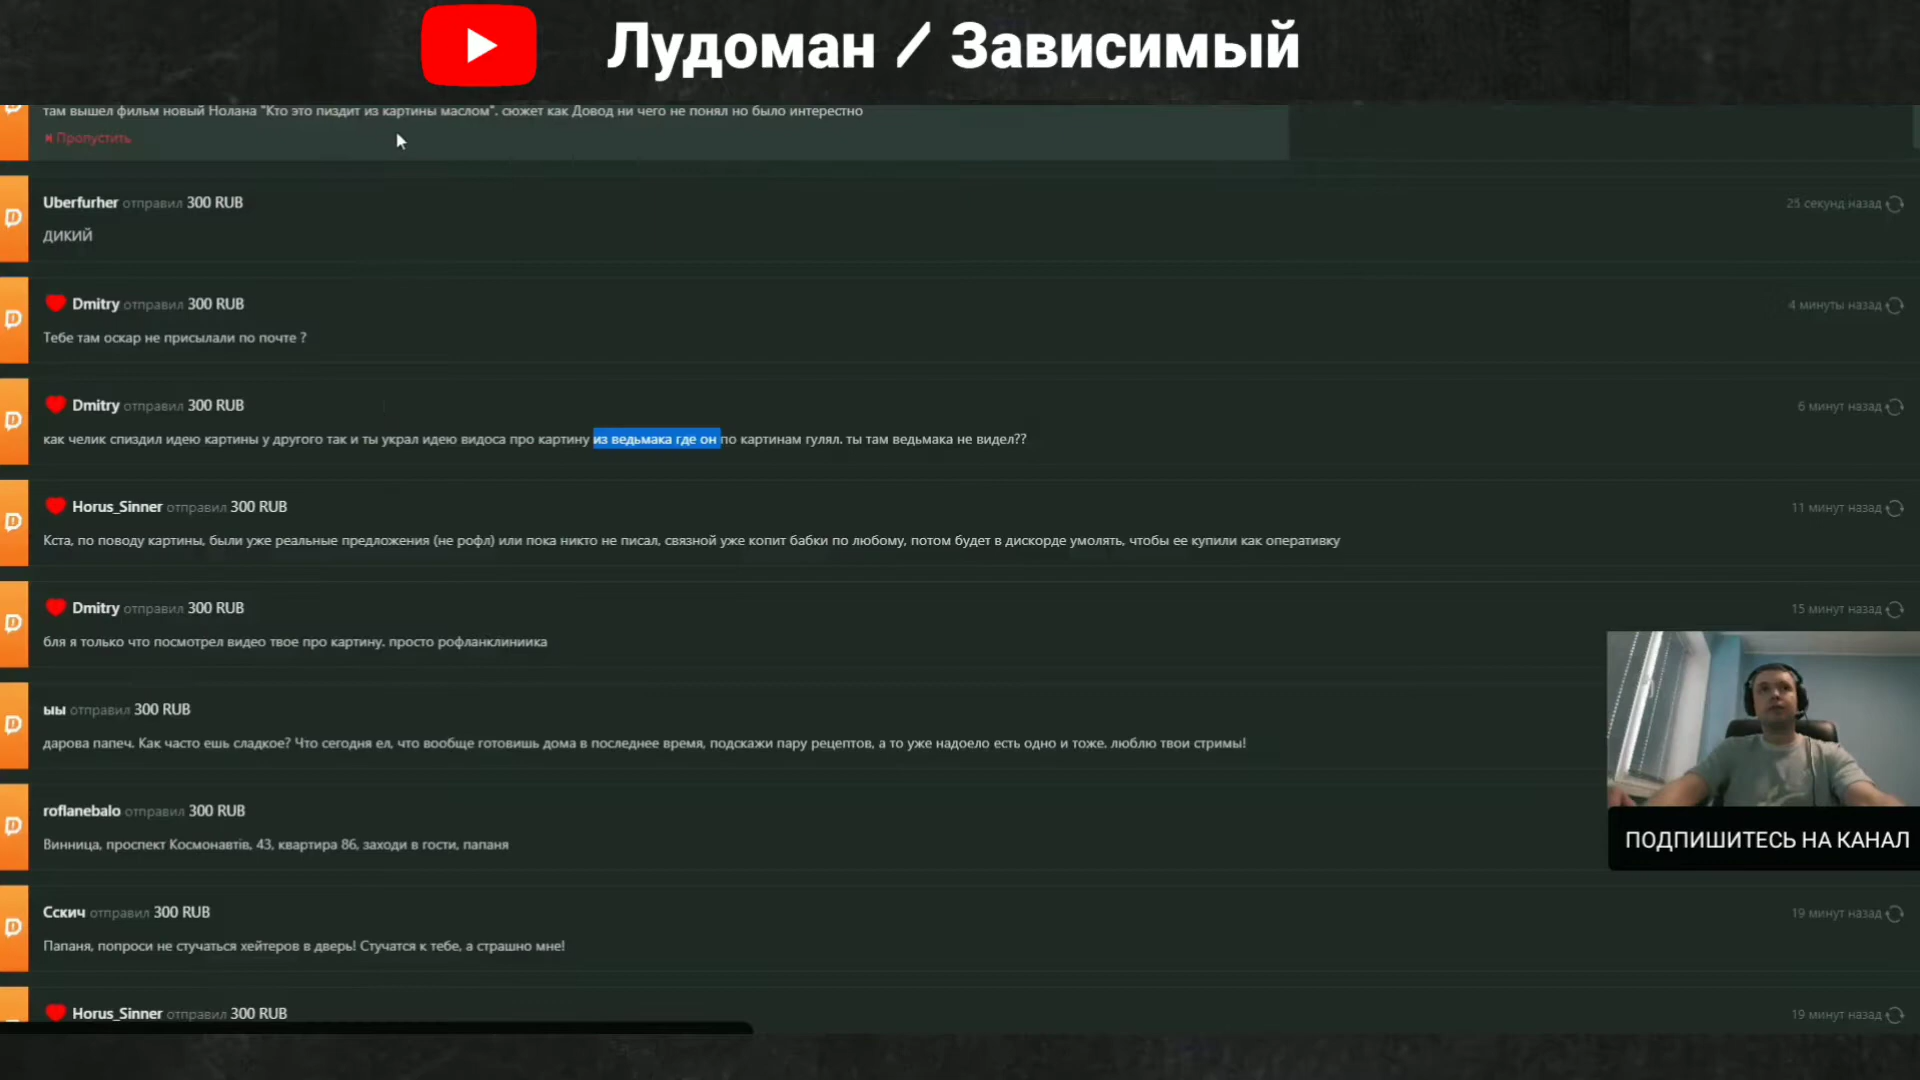 Лудоман / Зависимый
там вышел фильм новый Нолана "Кто это пиздит из картины маслом". сюжет как Довод ни чего не понял но было интересно
Пропустить
Uberfurher отправил 300 RUB
25 секунд назад
ДИКИЙ
Dmitry отправил 300 RUB
4 минуты назад
Тебе там оскар не присылали по почте ?
Dmitry отправил 300 RUB
6 минут назад
как челик спиздил идею картины у другого так и ты украл идею видоса про картину из ведьмака где он по картинам гулял. ты там ведьмака не видел??
Horus_Sinner отправил 300 RUB
11 минут назад
Кста, по поводу картины, были уже реальные предложения (не рофл) или пока никто не писал, связной уже копит бабки по любому, потом будет в дискорде умолять, чтобы ее купили как оперативку
Dmitry отправил 300 RUB
15 минут назад
бля я только что посмотрел видео твое про картину. просто рофланклиниика
ыы отправил 300 RUB
дарова папеч. Как часто ешь сладкое? Что сегодня ел, что вообще готовишь дома в последнее время, подскажи пару рецептов, а то уже надоело есть одно и тоже. люблю твои стримы!
roflanebalo отправил 300 RUB
Винница, проспект Космонавтів, 43, квартира 86, заходи в гости, папаня
ПОДПИШИТЕСЬ НА КАНАЛ
Сскич отправил 300 RUB
19 минут назад
Папаня, попроси не стучаться хейтеров в дверь! Стучатся к тебе, а страшно мне!
Horus_Sinner отправил 300 RUB
19 минут назад